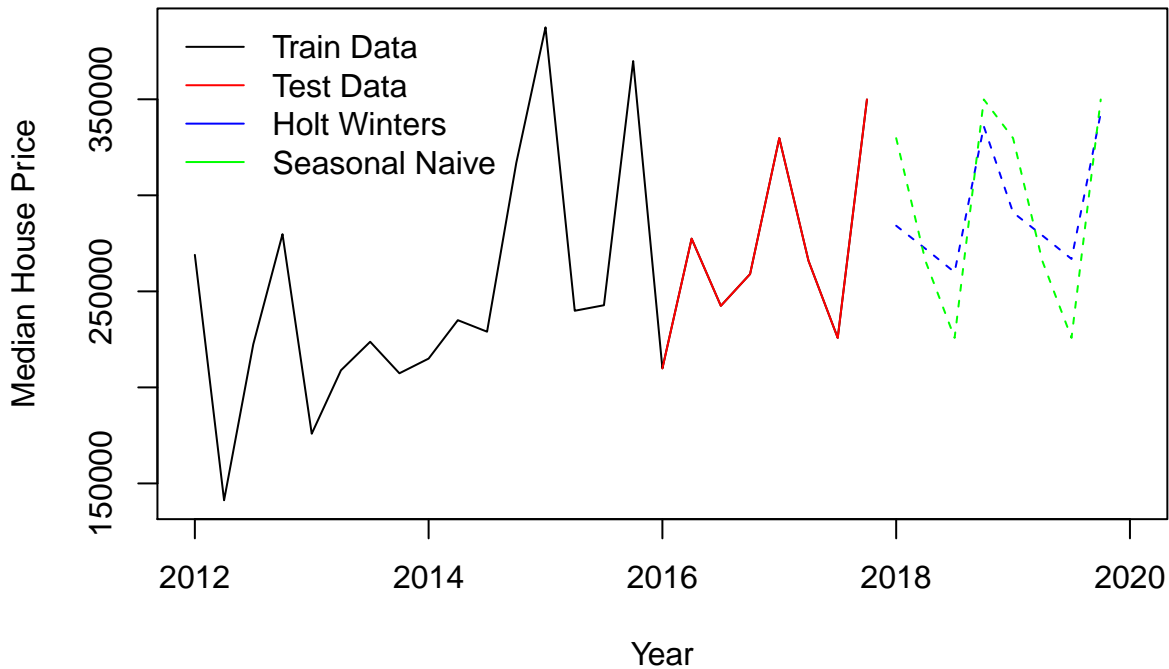 Train Data
Test Data
Holt Winters
Seasonal Naive
Median House Price
350000
250000
150000
2012 2014 2016 2018 2020
Year